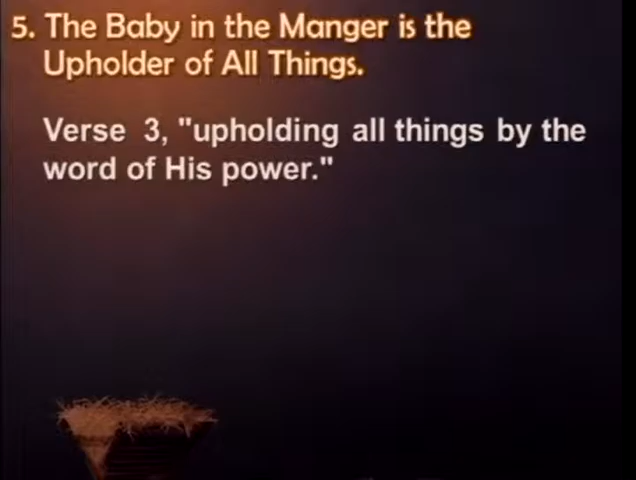 5. The Baby in the Manger is the
Upholder of All Things.
Verse 3, "upholding all things by the
word of His power."